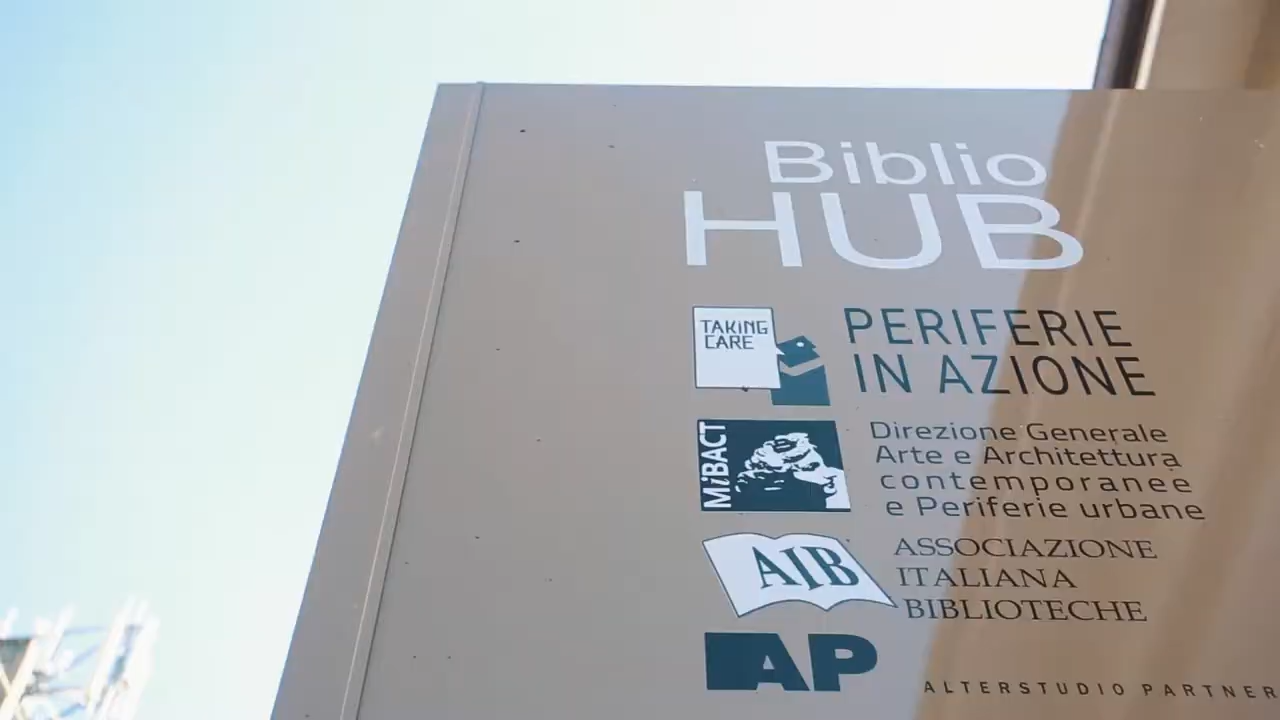 Biblio
HUB
TAKING
CARE
PERIFERIE
IN AZIONE
MiBACT
Direzione Generale
Arte e Architettura
contemporanee
e Periferie urbane
AIB
ASSOCIAZIONE
ITALIANA
BIBLIOTECHE
AP
ALTERSTUDIO PARTNER